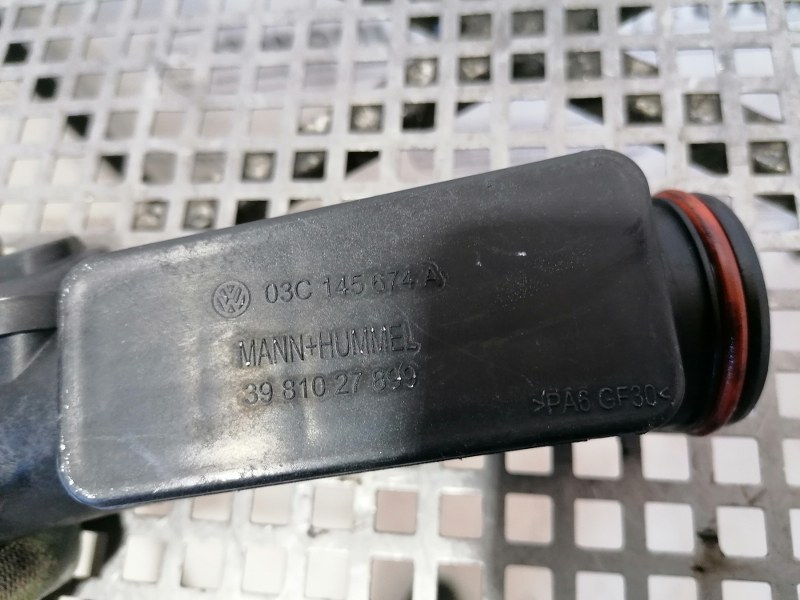 03C 145 674 A
MANN+HUMMEL
39 810 27 899
>PA6 GF30<